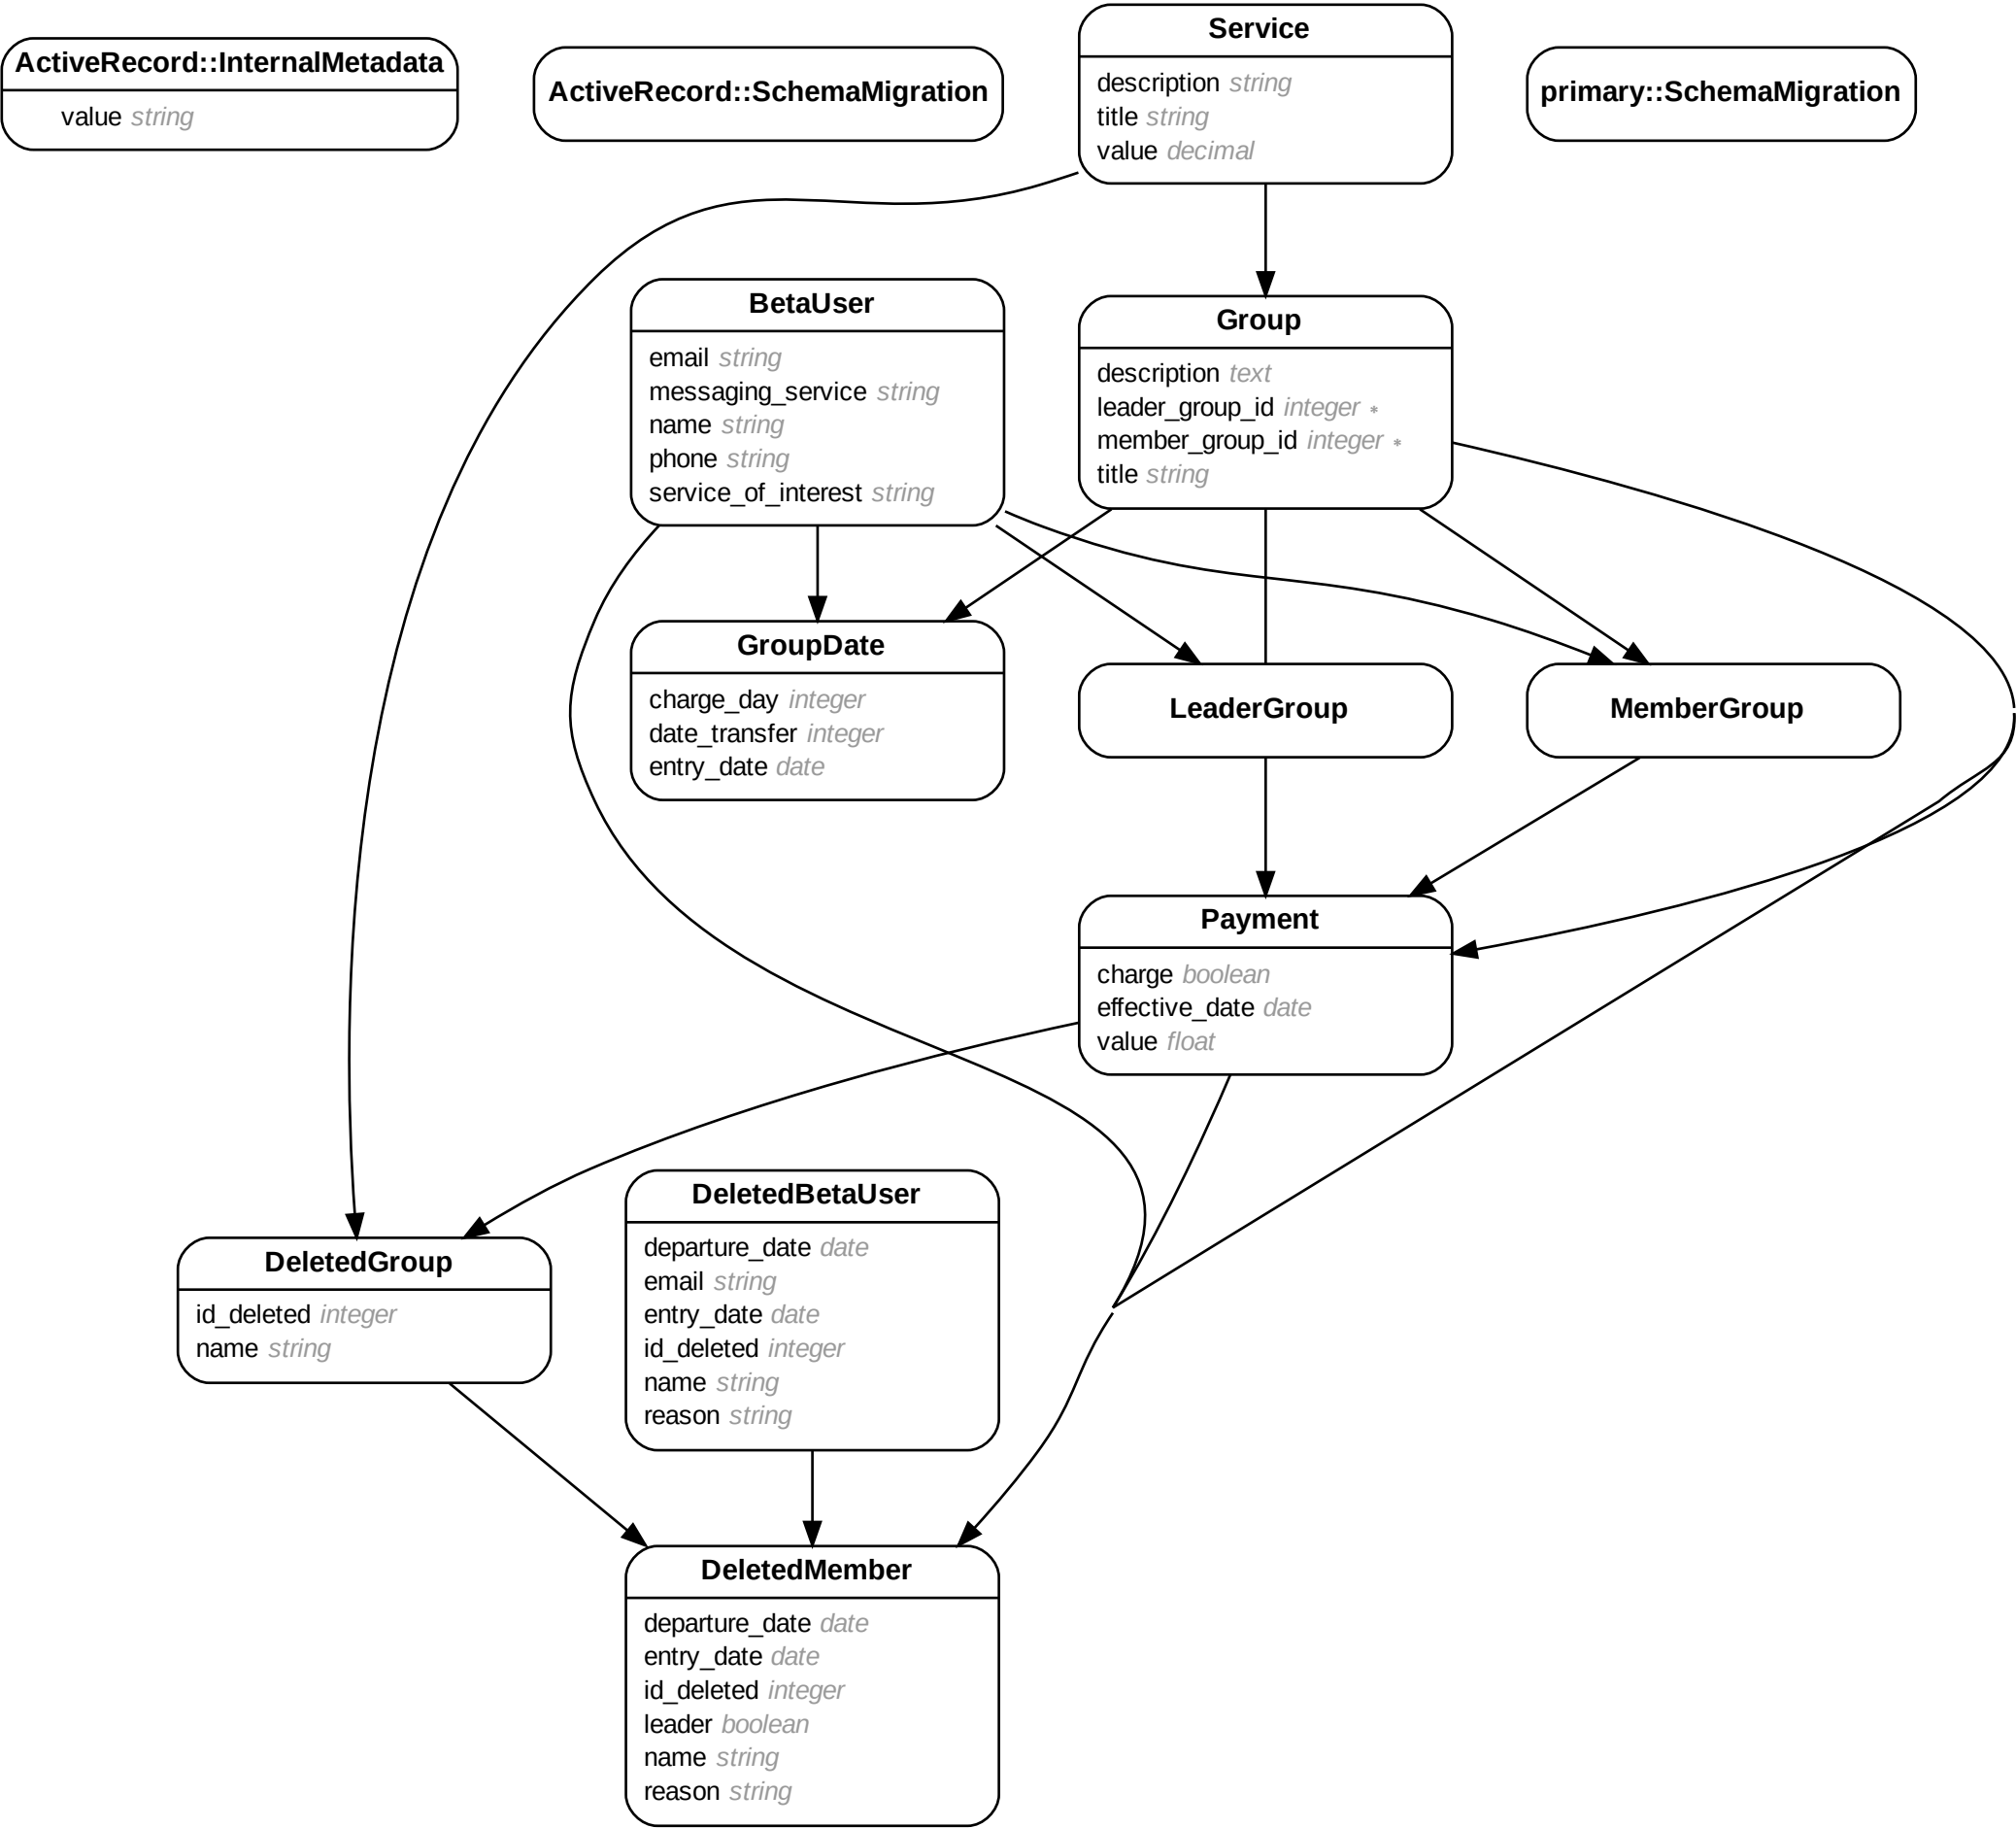 ActiveRecord::InternalMetadata
value string
ActiveRecord::SchemaMigration
Service
description string
title string
value decimal
primary::SchemaMigration
BetaUser
email string
messaging_service string
name string
phone string
service_of_interest string
Group
description text
leader_group_id integer *
member_group_id integer *
title string
GroupDate
charge_day integer
date_transfer integer
entry_date date
LeaderGroup
MemberGroup
Payment
charge boolean
effective_date date
value float
DeletedGroup
id_deleted integer
name string
DeletedBetaUser
departure_date date
email string
entry_date date
id_deleted integer
name string
reason string
DeletedMember
departure_date date
entry_date date
id_deleted integer
leader boolean
name string
reason string